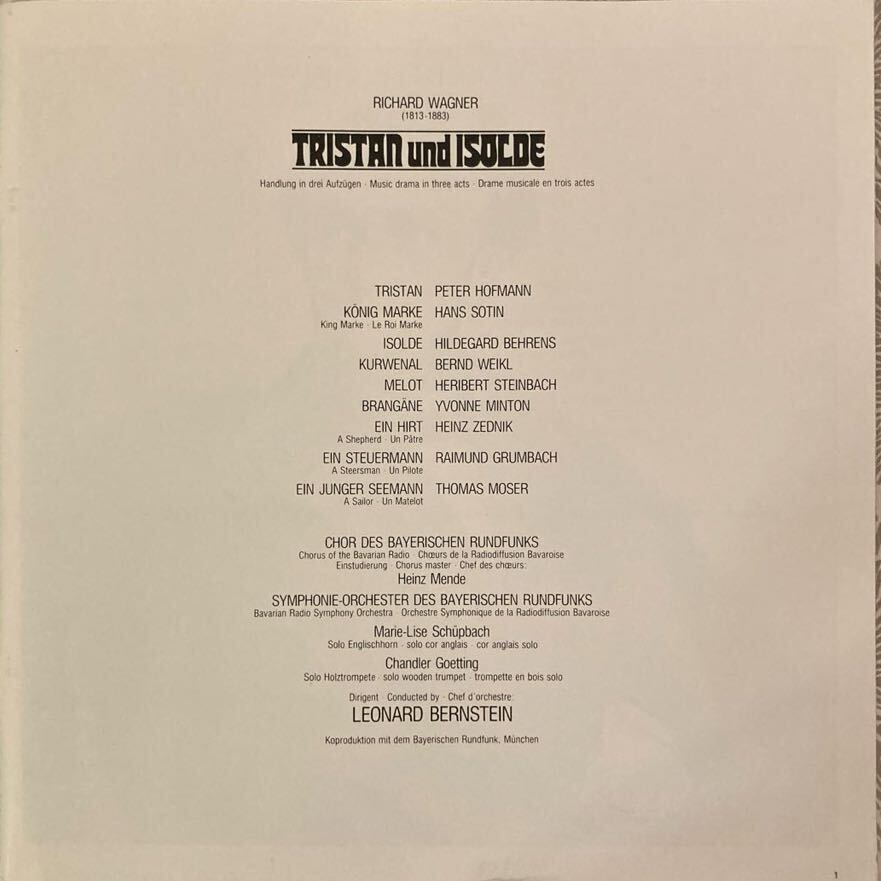 RICHARD WAGNER
(1813-1883)
TRISTAN und ISOLDE
Handlung in drei Aufzügen · Music drama in three acts · Drame musicale en trois actes
TRISTAN PETER HOFMANN
KÖNIG MARKE HANS SOTIN
King Marke · Le Roi Marke
ISOLDE HILDEGARD BEHRENS
KURWENAL BERND WEIKL
MELOT HERIBERT STEINBACH
BRANGÄNE YVONNE MINTON
EIN HIRT HEINZ ZEDNIK
A Shepherd · Un Pâtre
EIN STEUERMANN RAIMUND GRUMBACH
A Steersman · Un Pilote
EIN JUNGER SEEMANN THOMAS MOSER
A Sailor · Un Matelot
CHOR DES BAYERISCHEN RUNDFUNKS
Chorus of the Bavarian Radio · Chœurs de la Radiodiffusion Bavaroise
Einstudierung · Chorus master · Chef des chœurs:
Heinz Mende
SYMPHONIE-ORCHESTER DES BAYERISCHEN RUNDFUNKS
Bavarian Radio Symphony Orchestra · Orchestre Symphonique de la Radiodiffusion Bavaroise
Marie-Lise Schüpbach
Solo Englischhorn · solo cor anglais · cor anglais solo
Chandler Goetting
Solo Holztrompete · solo wooden trumpet · trompette en bois solo
Dirigent · Conducted by · Chef d'orchestre:
LEONARD BERNSTEIN
Koproduktion mit dem Bayerischen Rundfunk, München
1